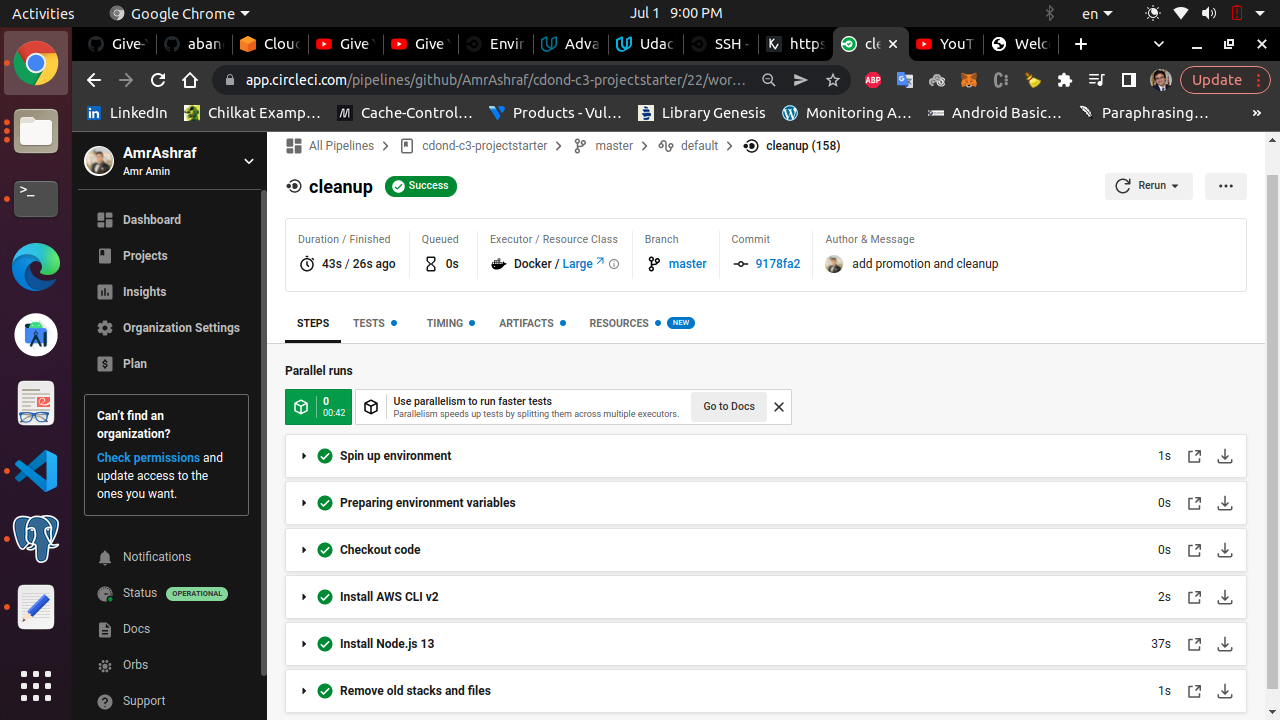 Activities
Google Chrome
Jul 1 9:00 PM
en
Give-
aban
Clou
Give
Give
Envir
Adva
Udac
SSH -
https
cle
YouT
Welc
app.circleci.com/pipelines/github/AmrAshraf/cdond-c3-projectstarter/22/wor…
ABP
Update
LinkedIn
Chilkat Examp…
Cache-Control…
Products - Vul…
Library Genesis
Monitoring A…
Android Basic…
Paraphrasing…
»
AmrAshraf
Amr Amin
Dashboard
Projects
Insights
Organization Settings
Plan
Can't find an
organization?
Check permissions and
update access to the
ones you want.
Notifications
Status OPERATIONAL
Docs
Orbs
Support
All Pipelines
cdond-c3-projectstarter
master
default
cleanup (158)
cleanup
Success
Rerun
Duration / Finished
43s / 26s ago
Queued
0s
Executor / Resource Class
Docker / Large
Branch
master
Commit
9178fa2
Author & Message
add promotion and cleanup
STEPS
TESTS
TIMING
ARTIFACTS
RESOURCES
NEW
Parallel runs
0
00:42
Use parallelism to run faster tests
Parallelism speeds up tests by splitting them across multiple executors.
Go to Docs
Spin up environment 1s
Preparing environment variables 0s
Checkout code 0s
Install AWS CLI v2 2s
Install Node.js 13 37s
Remove old stacks and files 1s